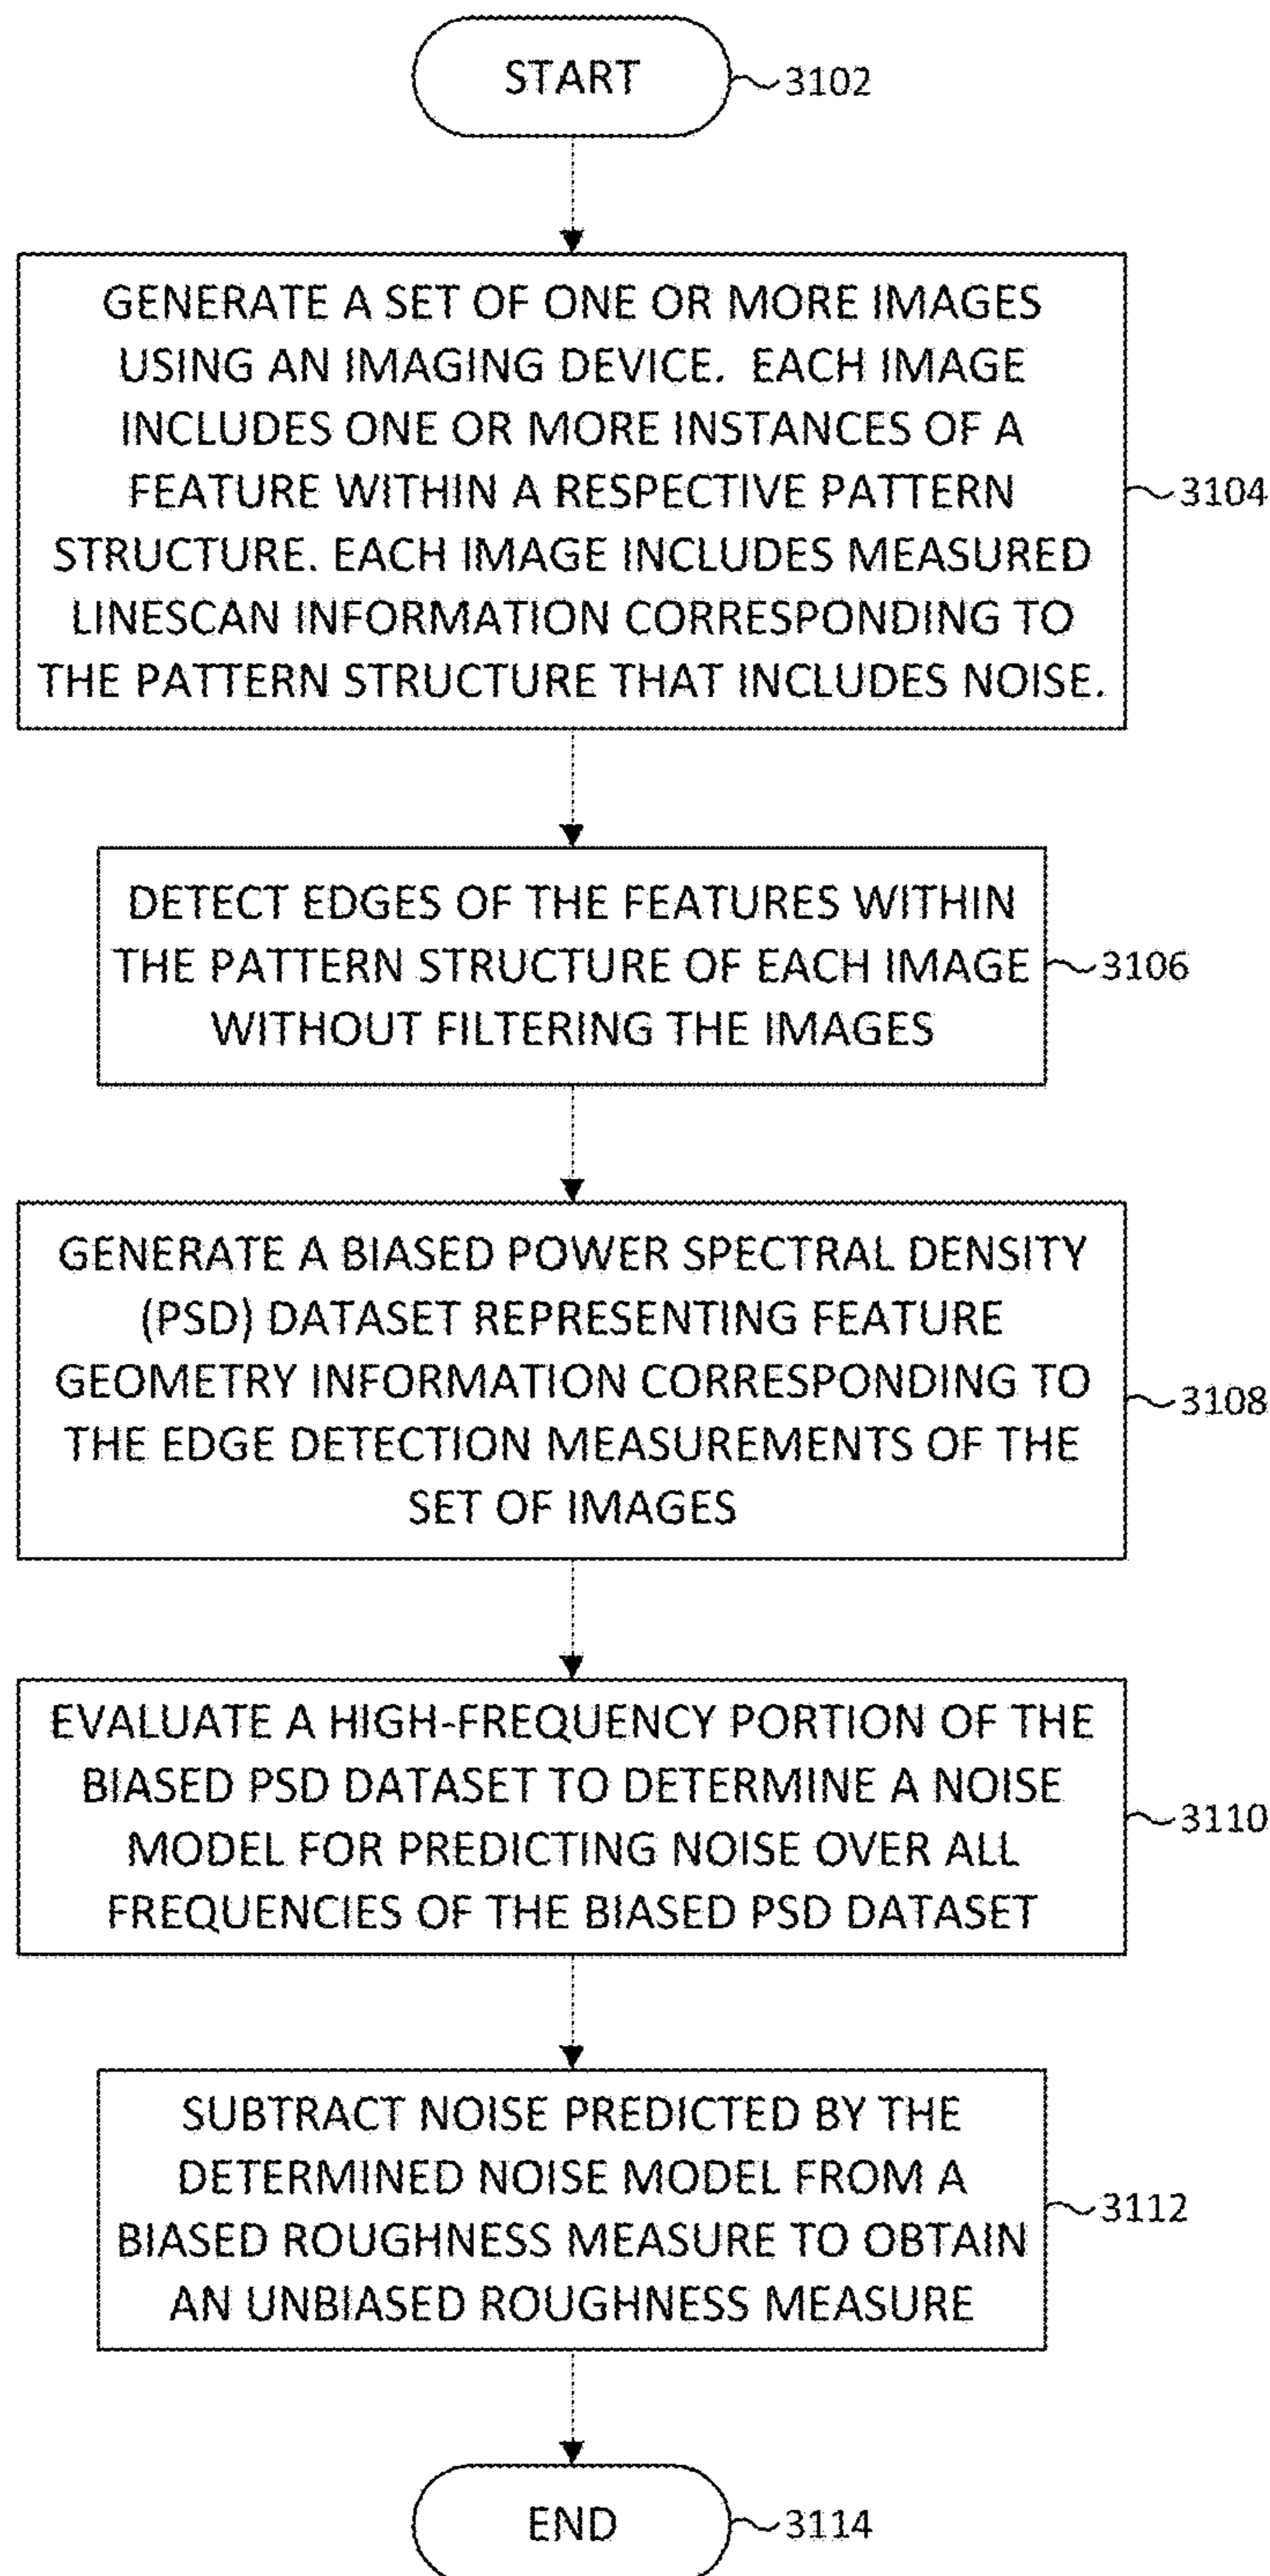 START
3102
GENERATE A SET OF ONE OR MORE IMAGES
USING AN IMAGING DEVICE. EACH IMAGE
INCLUDES ONE OR MORE INSTANCES OF A
FEATURE WITHIN A RESPECTIVE PATTERN
STRUCTURE. EACH IMAGE INCLUDES MEASURED
LINESCAN INFORMATION CORRESPONDING TO
THE PATTERN STRUCTURE THAT INCLUDES NOISE.
3104
DETECT EDGES OF THE FEATURES WITHIN
THE PATTERN STRUCTURE OF EACH IMAGE
WITHOUT FILTERING THE IMAGES
3106
GENERATE A BIASED POWER SPECTRAL DENSITY
(PSD) DATASET REPRESENTING FEATURE
GEOMETRY INFORMATION CORRESPONDING TO
THE EDGE DETECTION MEASUREMENTS OF THE
SET OF IMAGES
3108
EVALUATE A HIGH-FREQUENCY PORTION OF THE
BIASED PSD DATASET TO DETERMINE A NOISE
MODEL FOR PREDICTING NOISE OVER ALL
FREQUENCIES OF THE BIASED PSD DATASET
3110
SUBTRACT NOISE PREDICTED BY THE
DETERMINED NOISE MODEL FROM A
BIASED ROUGHNESS MEASURE TO OBTAIN
AN UNBIASED ROUGHNESS MEASURE
3112
END
3114